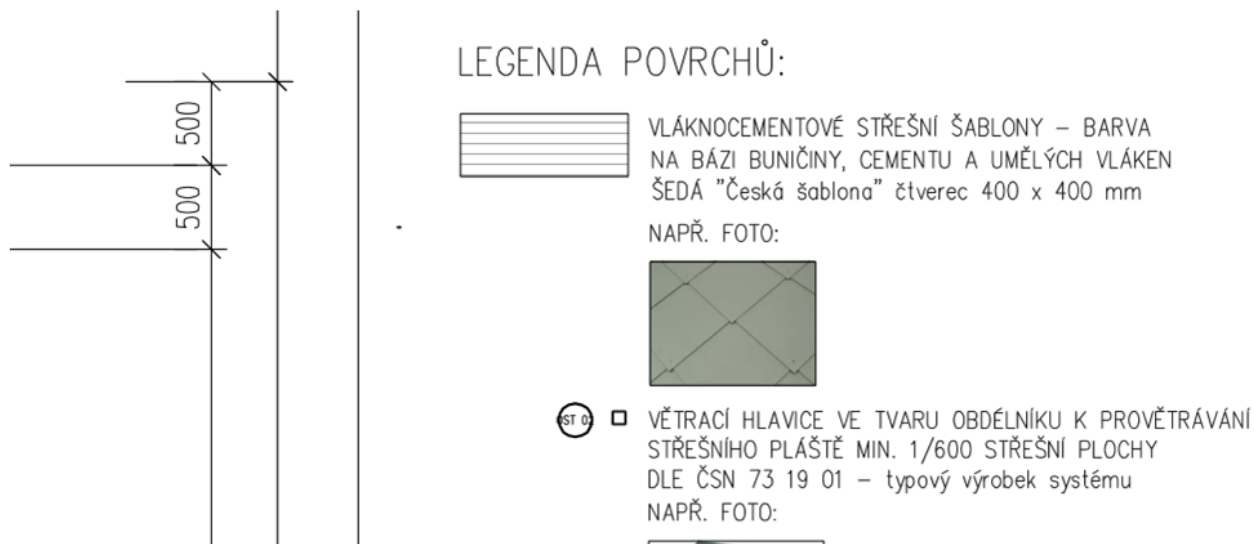 500
500
LEGENDA POVRCHŮ:
VLÁKNOCEMENTOVÉ STŘEŠNÍ ŠABLONY – BARVA
NA BÁZI BUNIČINY, CEMENTU A UMĚLÝCH VLÁKEN
ŠEDÁ "Česká šablona" čtverec 400 x 400 mm
NAPŘ. FOTO:
OST 02
VĚTRACÍ HLAVICE VE TVARU OBDÉLNÍKU K PROVĚTRÁVÁNÍ
STŘEŠNÍHO PLÁŠTĚ MIN. 1/600 STŘEŠNÍ PLOCHY
DLE ČSN 73 19 01 – typový výrobek systému
NAPŘ. FOTO: